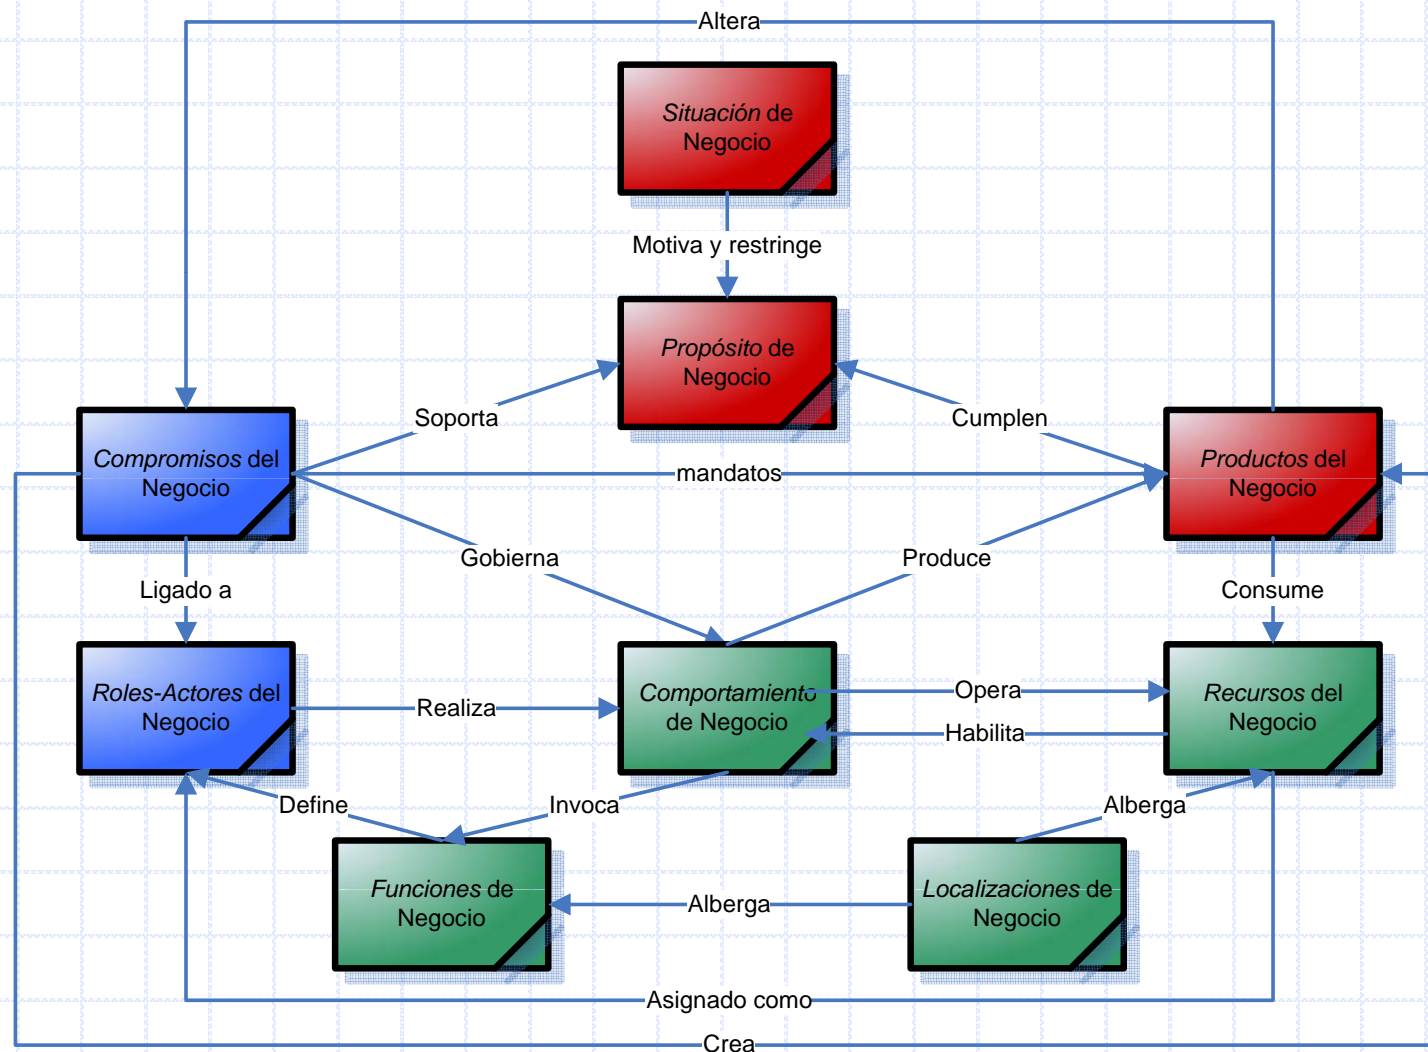 Altera
Situación de
Negocio
Motiva y restringe
Propósito de
Negocio
Soporta
Cumplen
Compromisos del
Negocio
mandatos
Productos del
Negocio
Gobierna
Produce
Ligado a
Consume
Roles-Actores del
Negocio
Realiza
Comportamiento
de Negocio
Opera
Habilita
Recursos del
Negocio
Define
Invoca
Alberga
Funciones de
Negocio
Alberga
Localizaciones de
Negocio
Asignado como
Crea